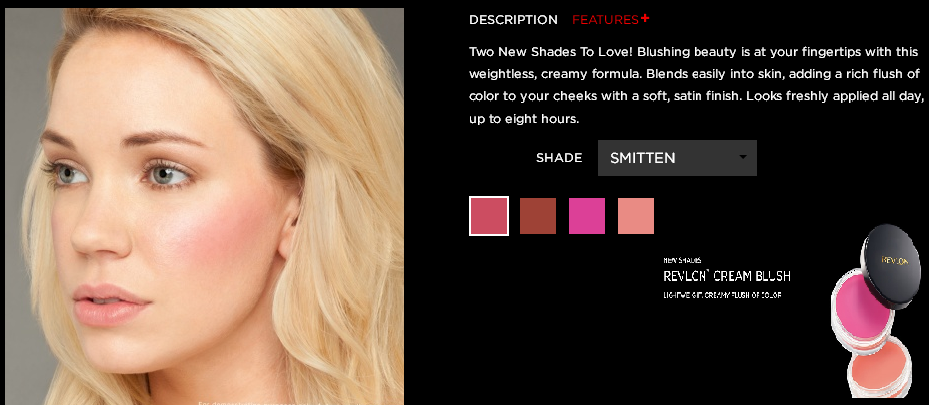 DESCRIPTION FEATURES+
Two New Shades To Love! Blushing beauty is at your fingertips with this
weightless, creamy formula. Blends easily into skin, adding a rich flush of
color to your cheeks with a soft, satin finish. Looks freshly applied all day,
up to eight hours.
SHADE SMITTEN
NEW SHADES
REVLON® CREAM BLUSH
LIGHTWEIGHT, CREAMY FLUSH OF COLOR
REVLON